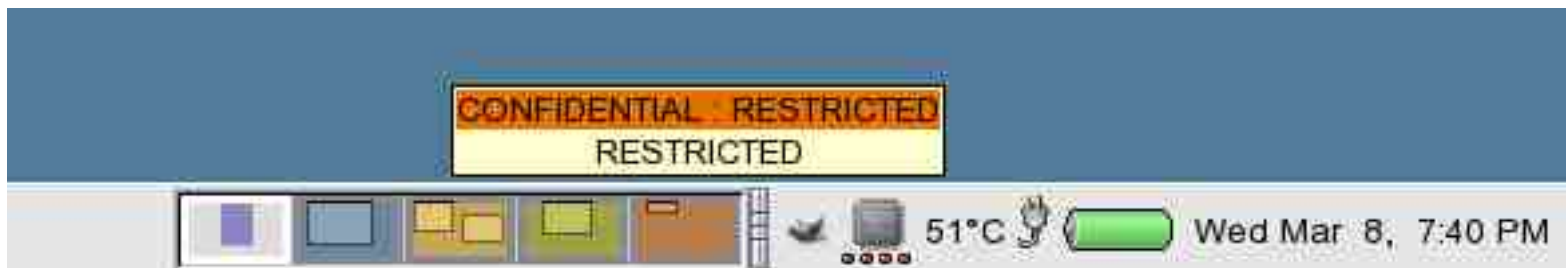 CONFIDENTIAL : RESTRICTED
RESTRICTED
51°C Wed Mar 8, 7:40 PM